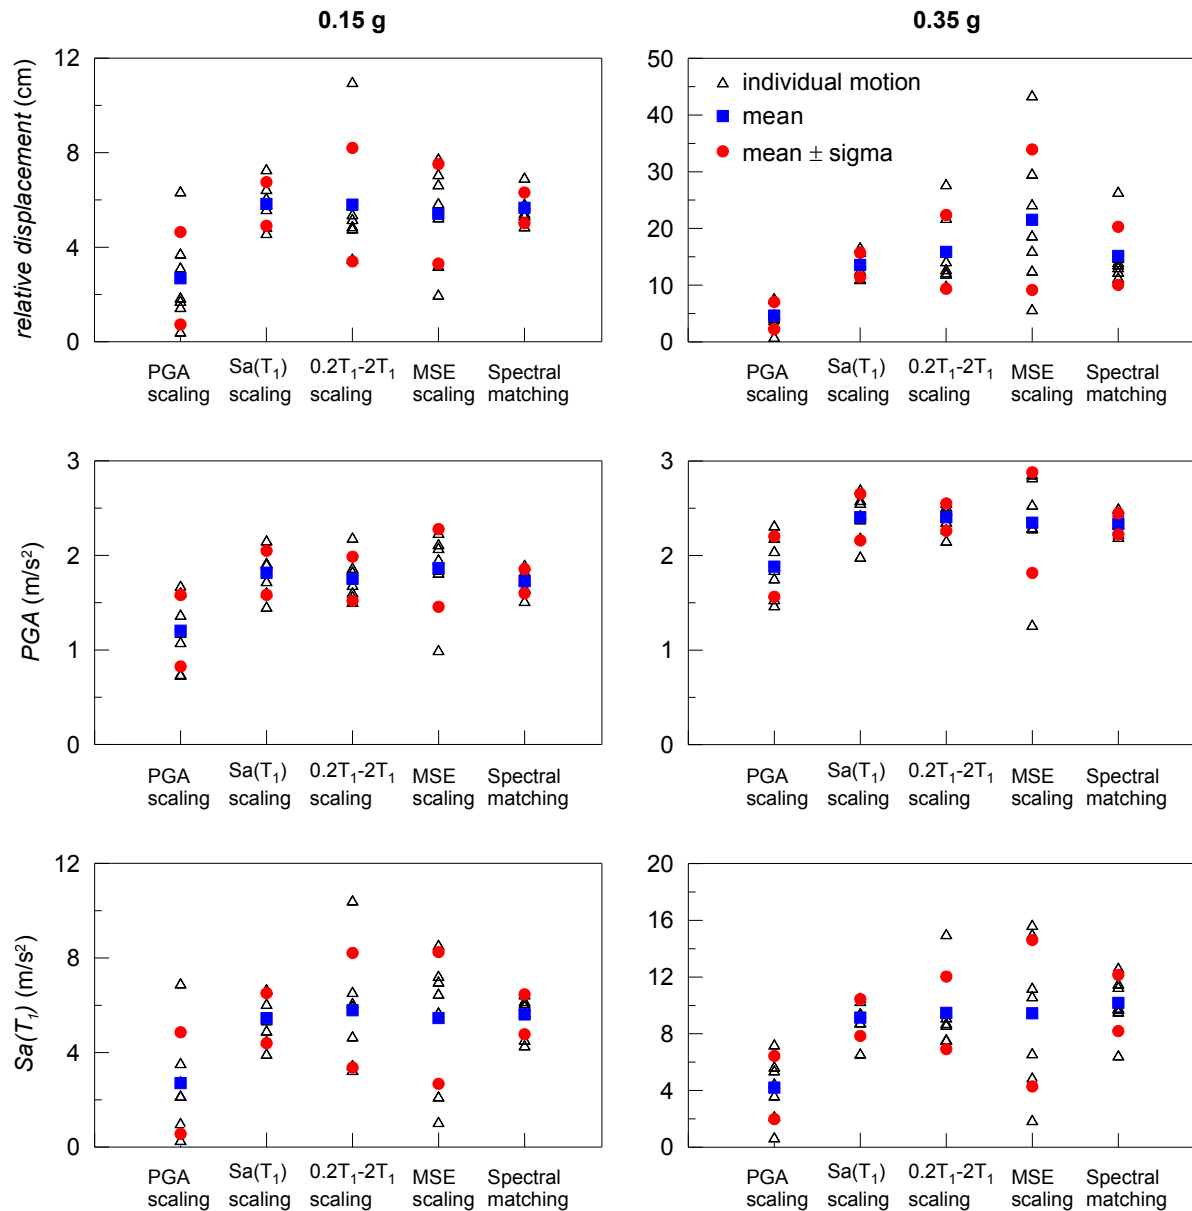 0.15 g
0.35 g
relative displacement (cm)
12
8
4
0
PGA scaling
Sa(T₁) scaling
0.2T₁-2T₁ scaling
MSE scaling
Spectral matching
50
40
30
20
10
0
individual motion
mean
mean ± sigma
PGA scaling
Sa(T₁) scaling
0.2T₁-2T₁ scaling
MSE scaling
Spectral matching
PGA (m/s²)
3
2
1
0
PGA scaling
Sa(T₁) scaling
0.2T₁-2T₁ scaling
MSE scaling
Spectral matching
3
2
1
0
PGA scaling
Sa(T₁) scaling
0.2T₁-2T₁ scaling
MSE scaling
Spectral matching
Sa(T₁) (m/s²)
12
8
4
0
PGA scaling
Sa(T₁) scaling
0.2T₁-2T₁ scaling
MSE scaling
Spectral matching
20
16
12
8
4
0
PGA scaling
Sa(T₁) scaling
0.2T₁-2T₁ scaling
MSE scaling
Spectral matching